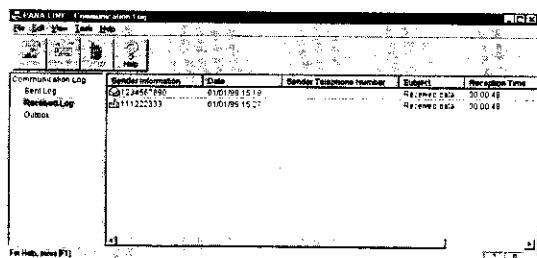 PANA LINK - Communication Log
File Edit View Tools Help
Help
Communication Log
Sent Log
Received Log
Outbox
Sender Information Date Sender Telephone Number Subject Reception Time
1234567890 01/01/99 15:19 Received data 00:00:48
111222333 01/01/99 15:27 Received data 00:00:48
For Help, press [F1]